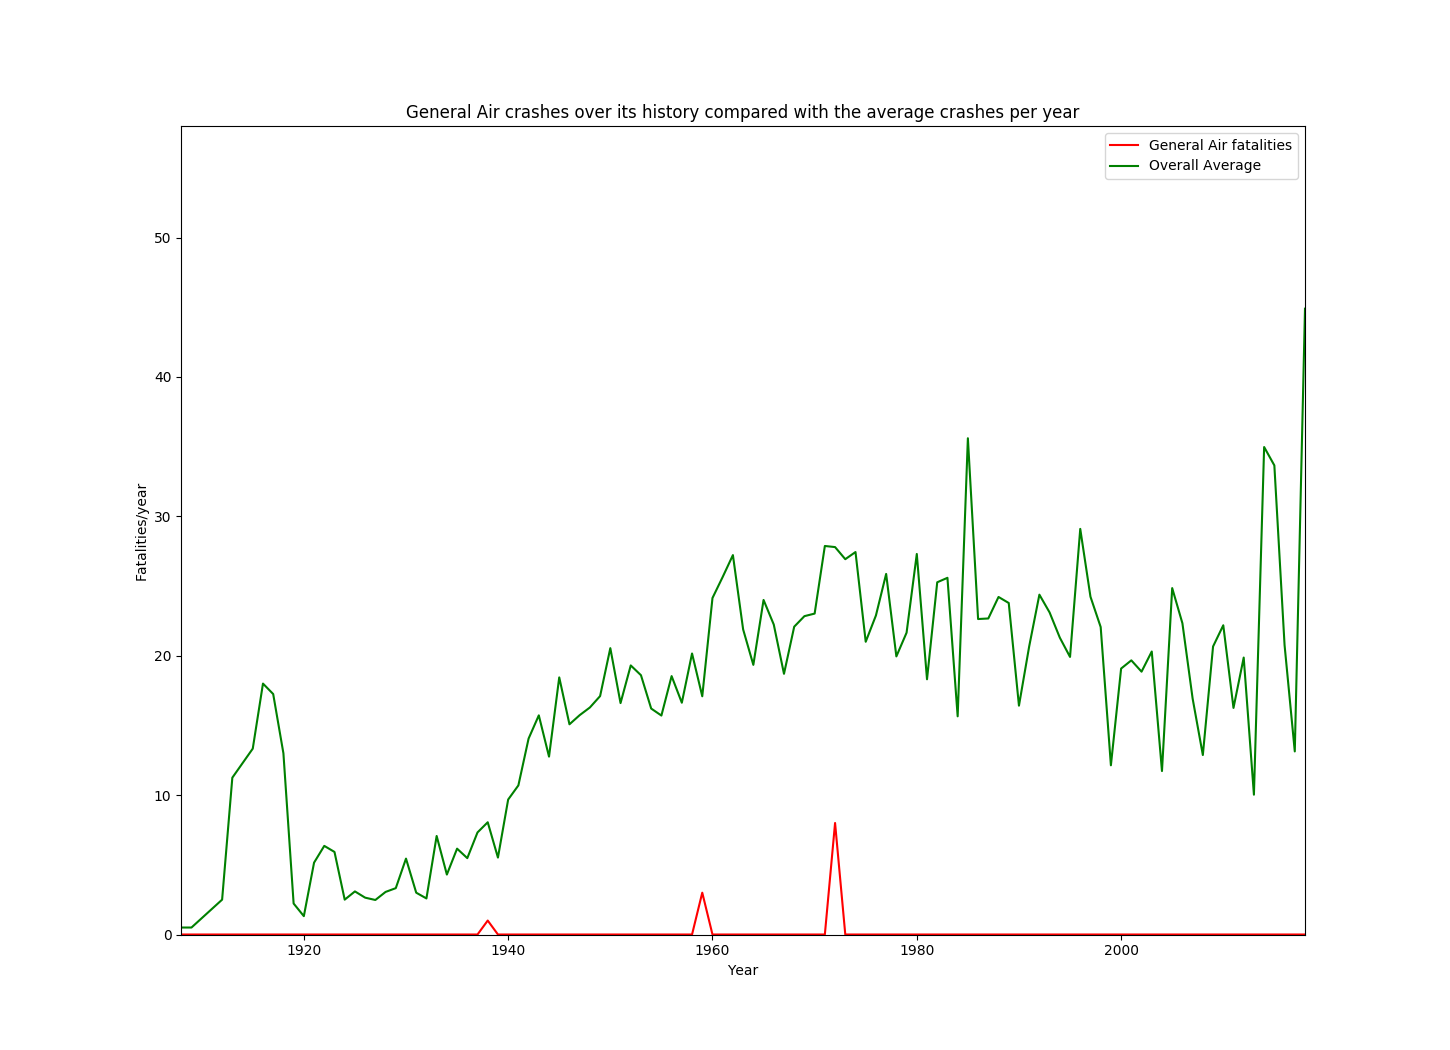 General Air crashes over its history compared with the average crashes per year
General Air fatalities
Overall Average
50
40
30
20
10
0
Fatalities/year
1920 1940 1960 1980 2000
Year